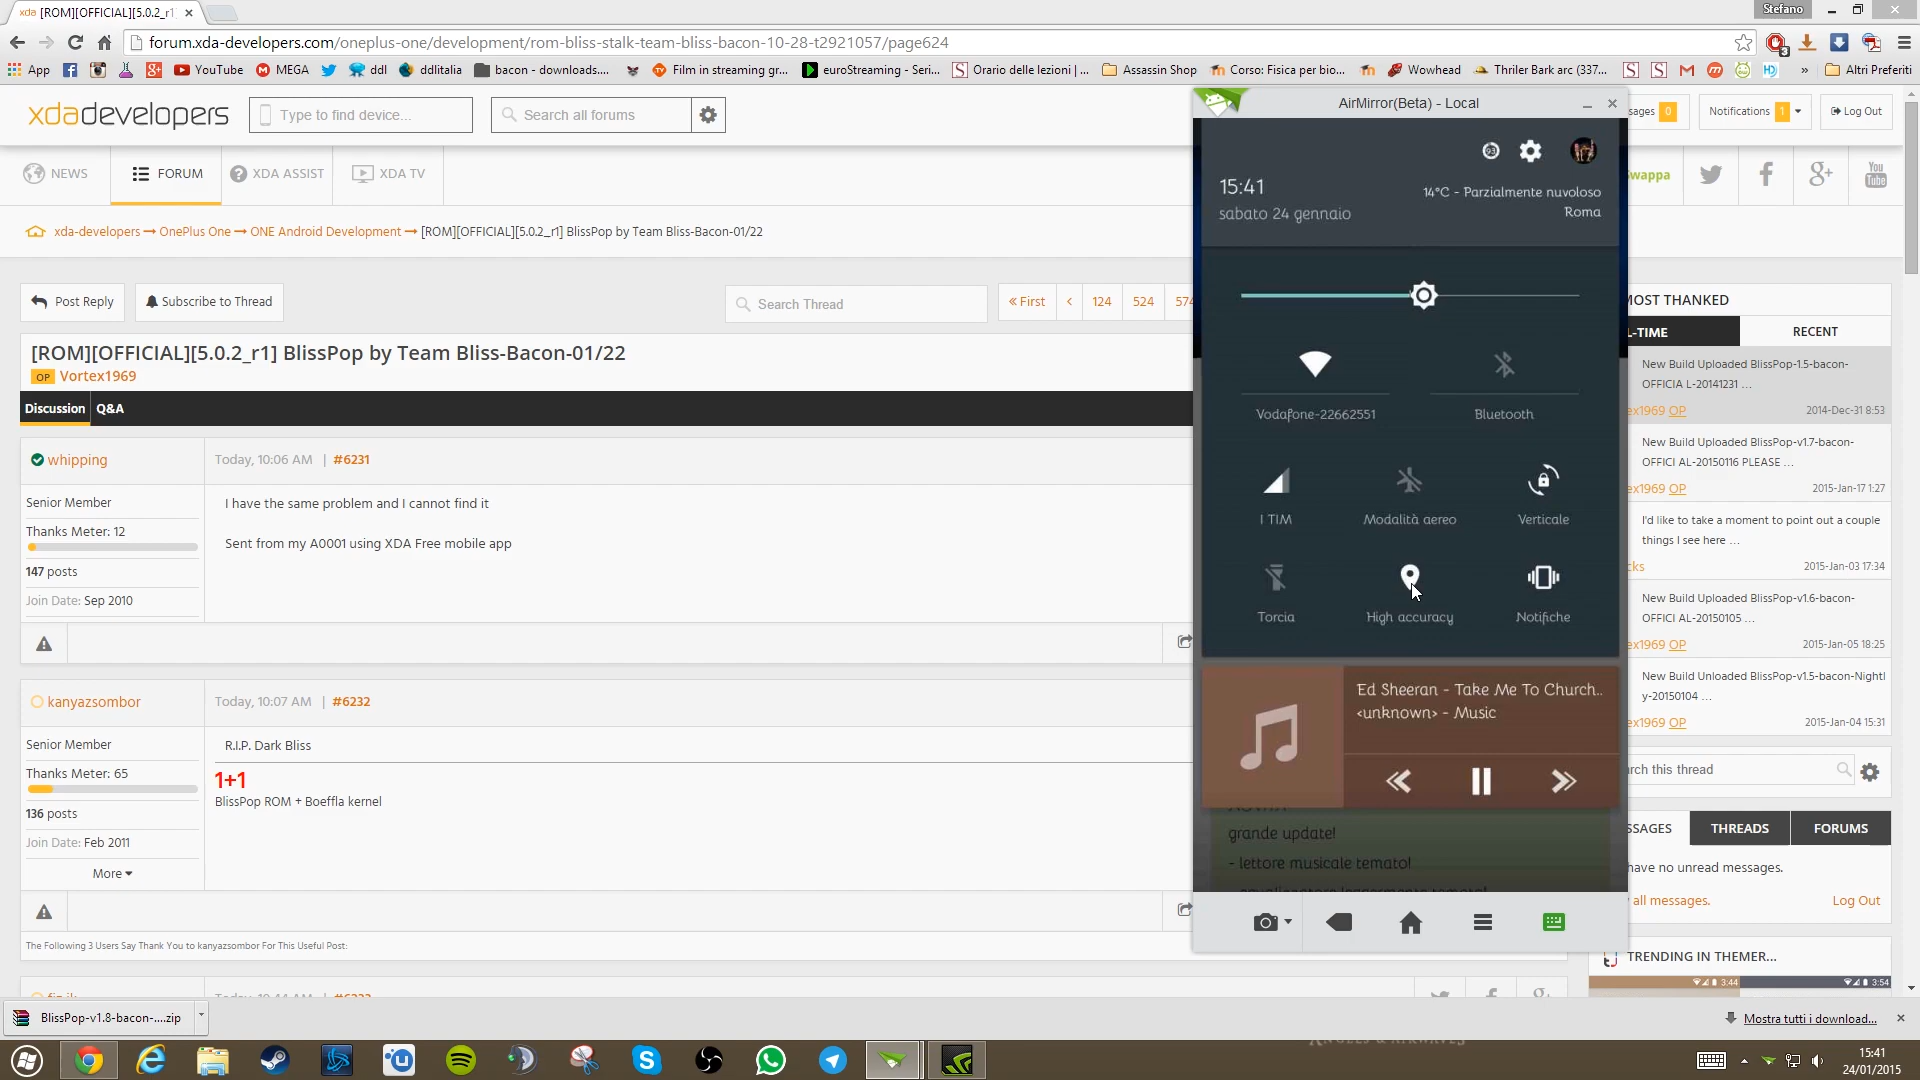 xda [ROM][OFFICIAL][5.0.2_r1]
Stefano
forum.xda-developers.com/oneplus-one/development/rom-bliss-stalk-team-bliss-bacon-10-28-t2921057/page624
App
YouTube
MEGA
ddl
ddlitalia
bacon - downloads....
Film in streaming gr...
euroStreaming - Seri...
Orario delle lezioni | ...
Assassin Shop
Corso: Fisica per bio...
Wowhead
Thriler Bark arc (337...
»
Altri Preferiti
xdadevelopers
Type to find device...
Search all forums
AirMirror(Beta) - Local
sages 0
Notifications 1
Log Out
NEWS
FORUM
XDA ASSIST
XDA TV
Swappa
You Tube
xda-developers → OnePlus One → ONE Android Development → [ROM][OFFICIAL][5.0.2_r1] BlissPop by Team Bliss-Bacon-01/22
Post Reply
Subscribe to Thread
Search Thread
« First
<
124
524
574
[ROM][OFFICIAL][5.0.2_r1] BlissPop by Team Bliss-Bacon-01/22
OP Vortex1969
Discussion
Q&A
whipping
Today, 10:06 AM | #6231
Senior Member
Thanks Meter: 12
147 posts
Join Date: Sep 2010
I have the same problem and I cannot find it
Sent from my A0001 using XDA Free mobile app
kanyazsombor
Today, 10:07 AM | #6232
Senior Member
Thanks Meter: 65
136 posts
Join Date: Feb 2011
More
R.I.P. Dark Bliss
1+1
BlissPop ROM + Boeffla kernel
The Following 3 Users Say Thank You to kanyazsombor For This Useful Post:
93
15:41
sabato 24 gennaio
14°C - Parzialmente nuvoloso
Roma
Vodafone-22662551
Bluetooth
I TIM
Modalità aereo
Verticale
Torcia
High accuracy
Notifiche
Ed Sheeran - Take Me To Church..
<unknown> - Music
grande update!
- lettore musicale temato!
MOST THANKED
L-TIME
RECENT
New Build Uploaded BlissPop-1.5-bacon-
OFFICIA L-20141231 ...
ex1969 OP
2014-Dec-31 8:53
New Build Uploaded BlissPop-v1.7-bacon-
OFFICI AL-20150116 PLEASE ...
ex1969 OP
2015-Jan-17 1:27
I'd like to take a moment to point out a couple
things I see here ...
cks
2015-Jan-03 17:34
New Build Uploaded BlissPop-v1.6-bacon-
OFFICI AL-20150105 ...
ex1969 OP
2015-Jan-05 18:25
New Build Unloaded BlissPop-v1.5-bacon-Nightl
y-20150104 ...
ex1969 OP
2015-Jan-04 15:31
rch this thread
SSAGES
THREADS
FORUMS
have no unread messages.
all messages.
Log Out
TRENDING IN THEMER...
3:44
3:54
BlissPop-v1.8-bacon-....zip
Mostra tutti i download...
15:41
24/01/2015